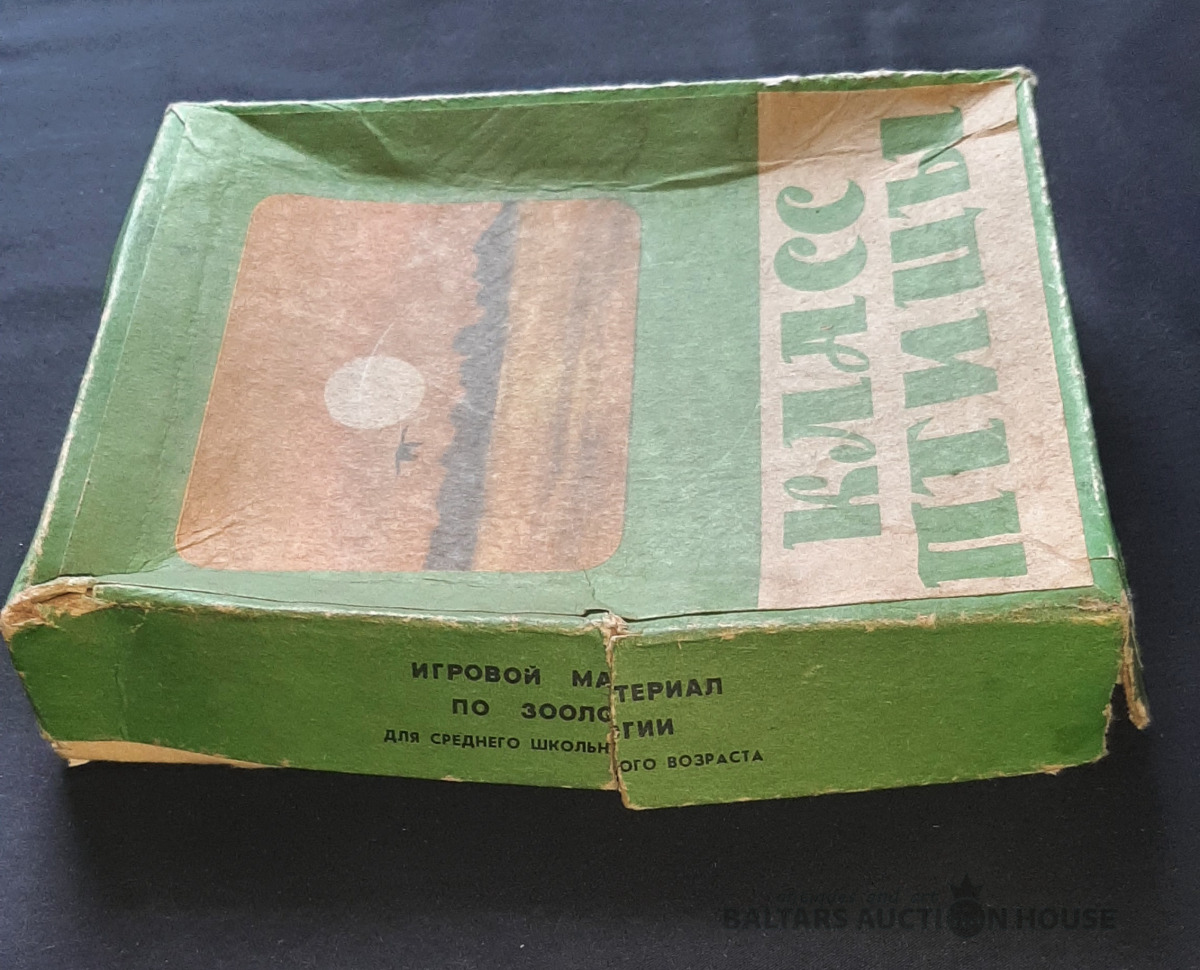 КЛАСС
ПТИЦЫ
ИГРОВОЙ МАТЕРИАЛ
ПО ЗООЛОГИИ
ДЛЯ СРЕДНЕГО ШКОЛЬНОГО ВОЗРАСТА
BALTARS AUCTION HOUSE